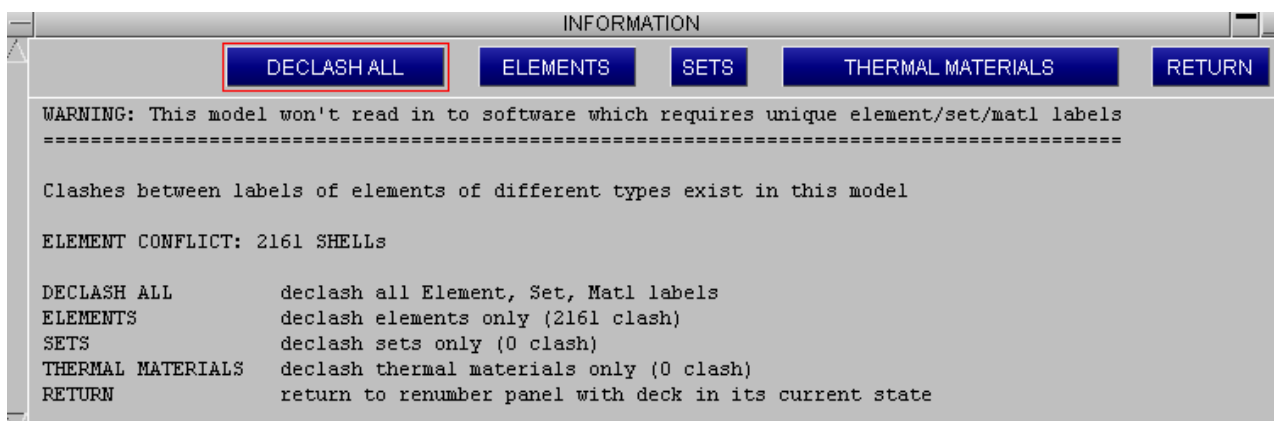 INFORMATION
DECLASH ALL ELEMENTS SETS THERMAL MATERIALS RETURN
WARNING: This model won't read in to software which requires unique element/set/matl labels
===========================================================================================
Clashes between labels of elements of different types exist in this model
ELEMENT CONFLICT: 2161 SHELLs
DECLASH ALL declash all Element, Set, Matl labels
ELEMENTS declash elements only (2161 clash)
SETS declash sets only (0 clash)
THERMAL MATERIALS declash thermal materials only (0 clash)
RETURN return to renumber panel with deck in its current state